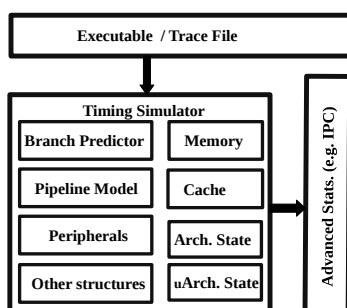 Executable / Trace File
Timing Simulator
Branch Predictor
Memory
Pipeline Model
Cache
Peripherals
Arch. State
Other structures
uArch. State
Advanced Stats. (e.g. IPC)